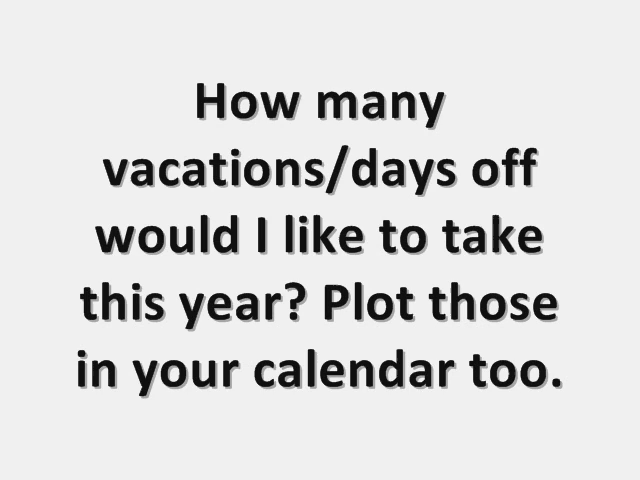 How many
vacations/days off
would I like to take
this year? Plot those
in your calendar too.